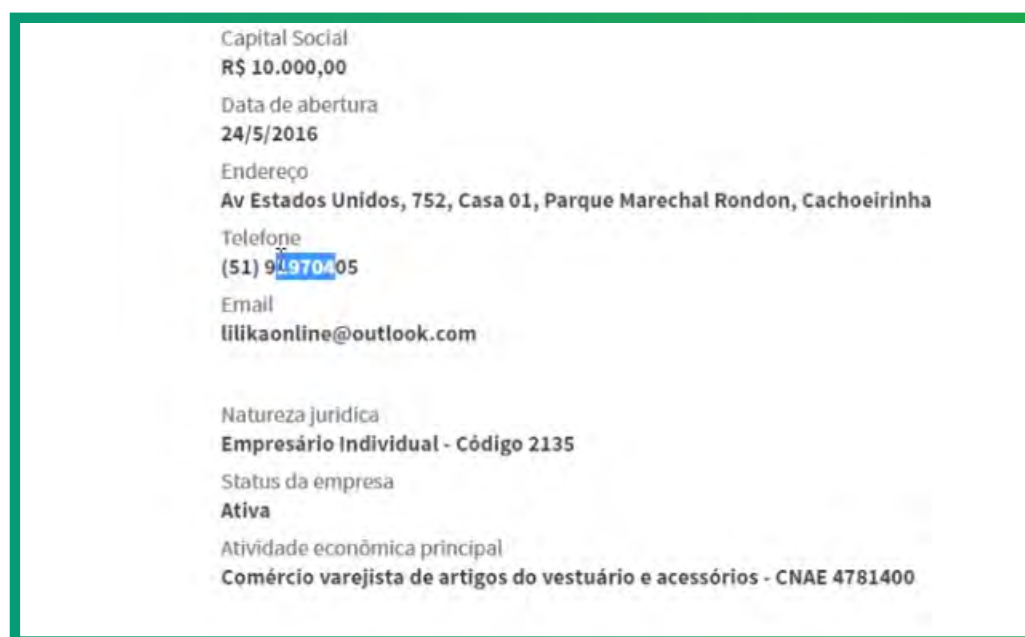 Capital Social
R$ 10.000,00
Data de abertura
24/5/2016
Endereço
Av Estados Unidos, 752, Casa 01, Parque Marechal Rondon, Cachoeirinha
Telefone
(51)
Email
lilikaonline@outlook.com
Natureza jurídica
Empresário Individual - Código 2135
Status da empresa
Ativa
Atividade econômica principal
Comércio varejista de artigos do vestuário e acessórios - CNAE 4781400